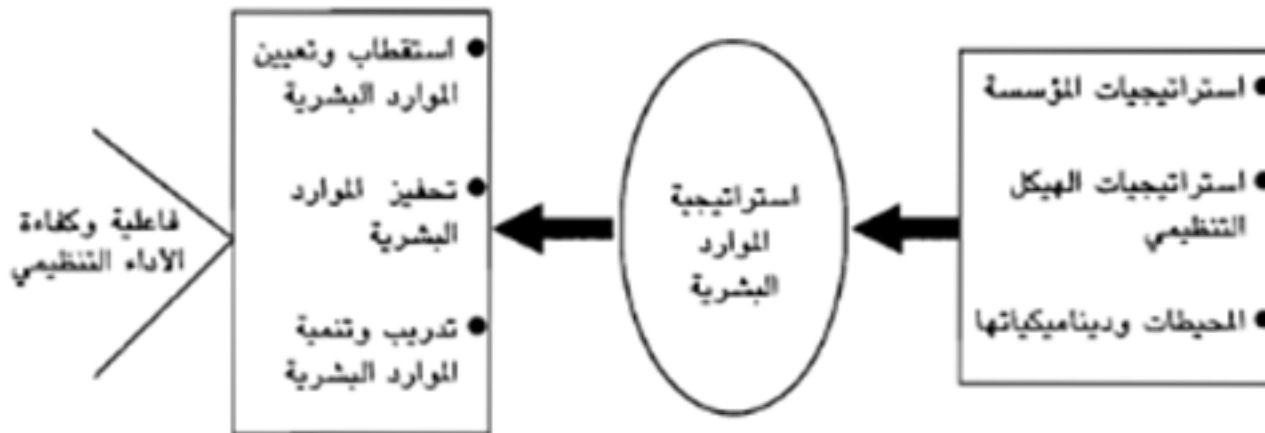 ● استراتيجيات المؤسسة
● استراتيجيات الهيكل
التنظيمي
● المحيطات وديناميكياتها
استراتيجية
الموارد
البشرية
● استقطاب وتعيين
الموارد البشرية
● تحفيز الموارد
البشرية
● تدريب وتنمية
الموارد البشرية
فاعلية وكفاءة
الأداء التنظيمي